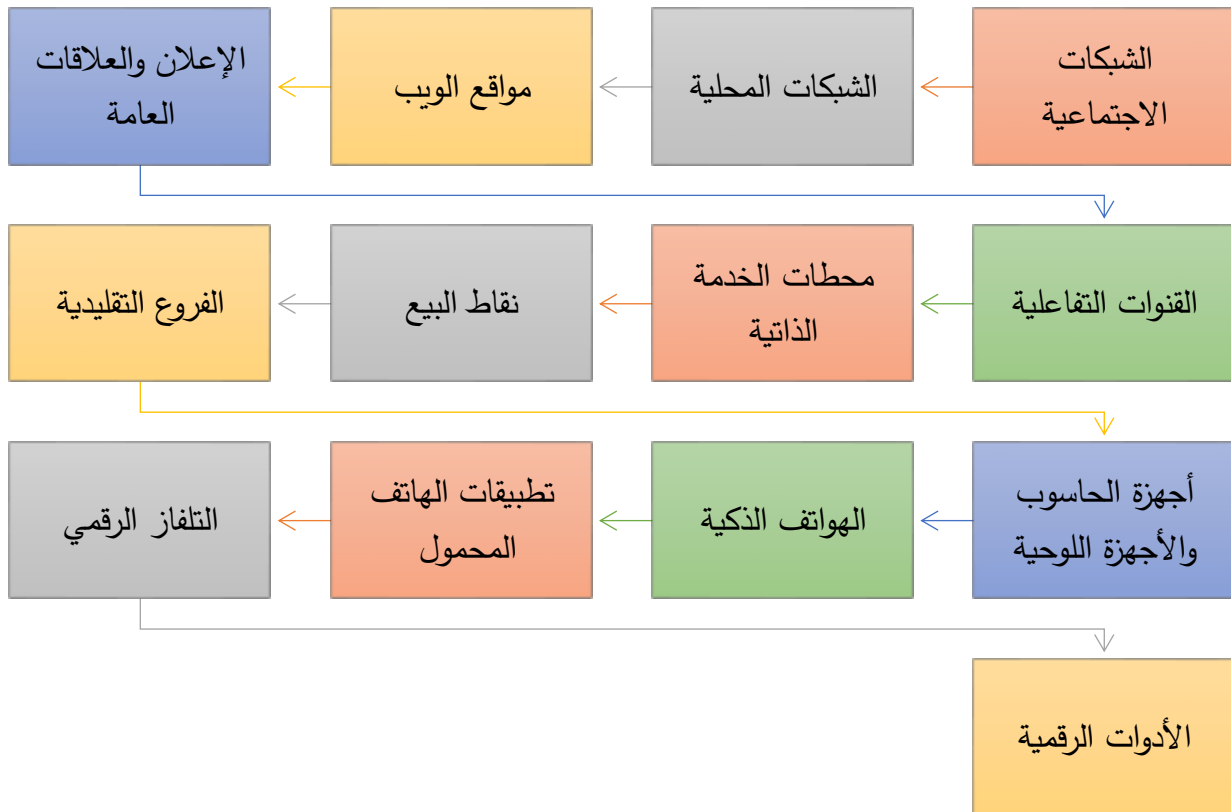 الشبكات
الاجتماعية
الشبكات المحلية
مواقع الويب
الإعلان والعلاقات
العامة
القنوات التفاعلية
محطات الخدمة
الذاتية
نقاط البيع
الفروع التقليدية
أجهزة الحاسوب
والأجهزة اللوحية
الهواتف الذكية
تطبيقات الهاتف
المحمول
التلفاز الرقمي
الأدوات الرقمية